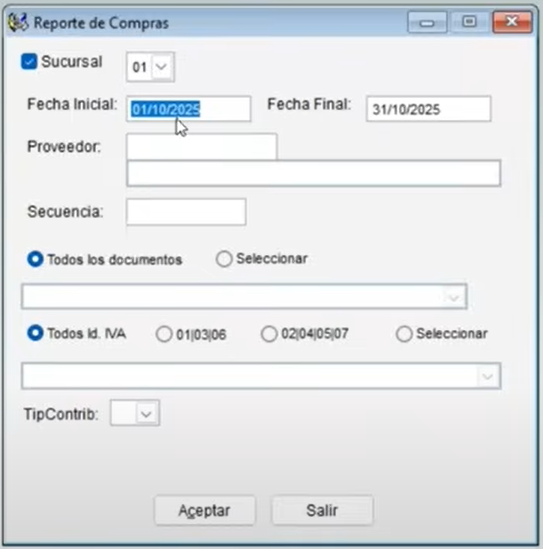 Reporte de Compras
Sucursal 01
Fecha Inicial: 01/10/2025 Fecha Final: 31/10/2025
Proveedor:
Secuencia:
Todos los documentos Seleccionar
Todos Id. IVA 01|03|06 02|04|05|07 Seleccionar
TipContrib:
Aceptar Salir